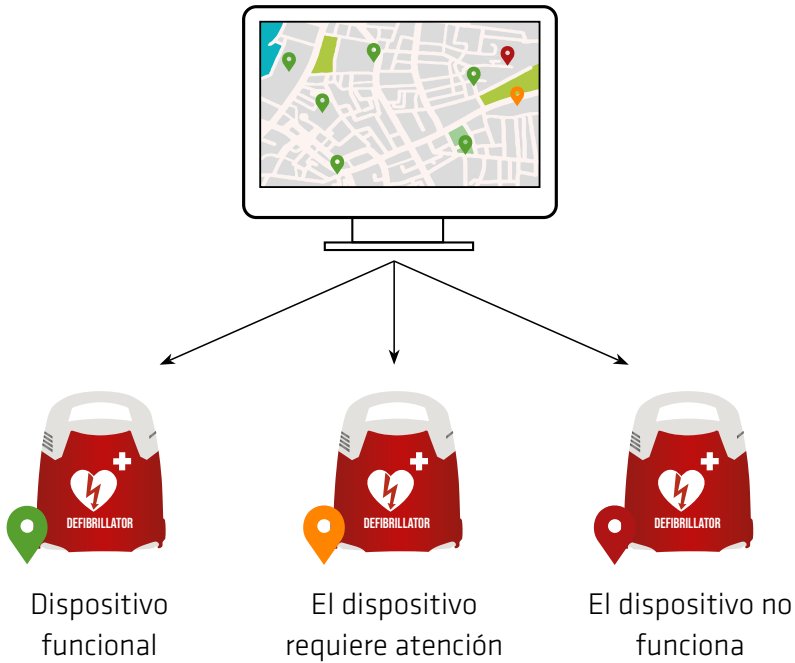 DEFIBRILLATOR
DEFIBRILLATOR
DEFIBRILLATOR
Dispositivo
funcional
El dispositivo
requiere atención
El dispositivo no
funciona